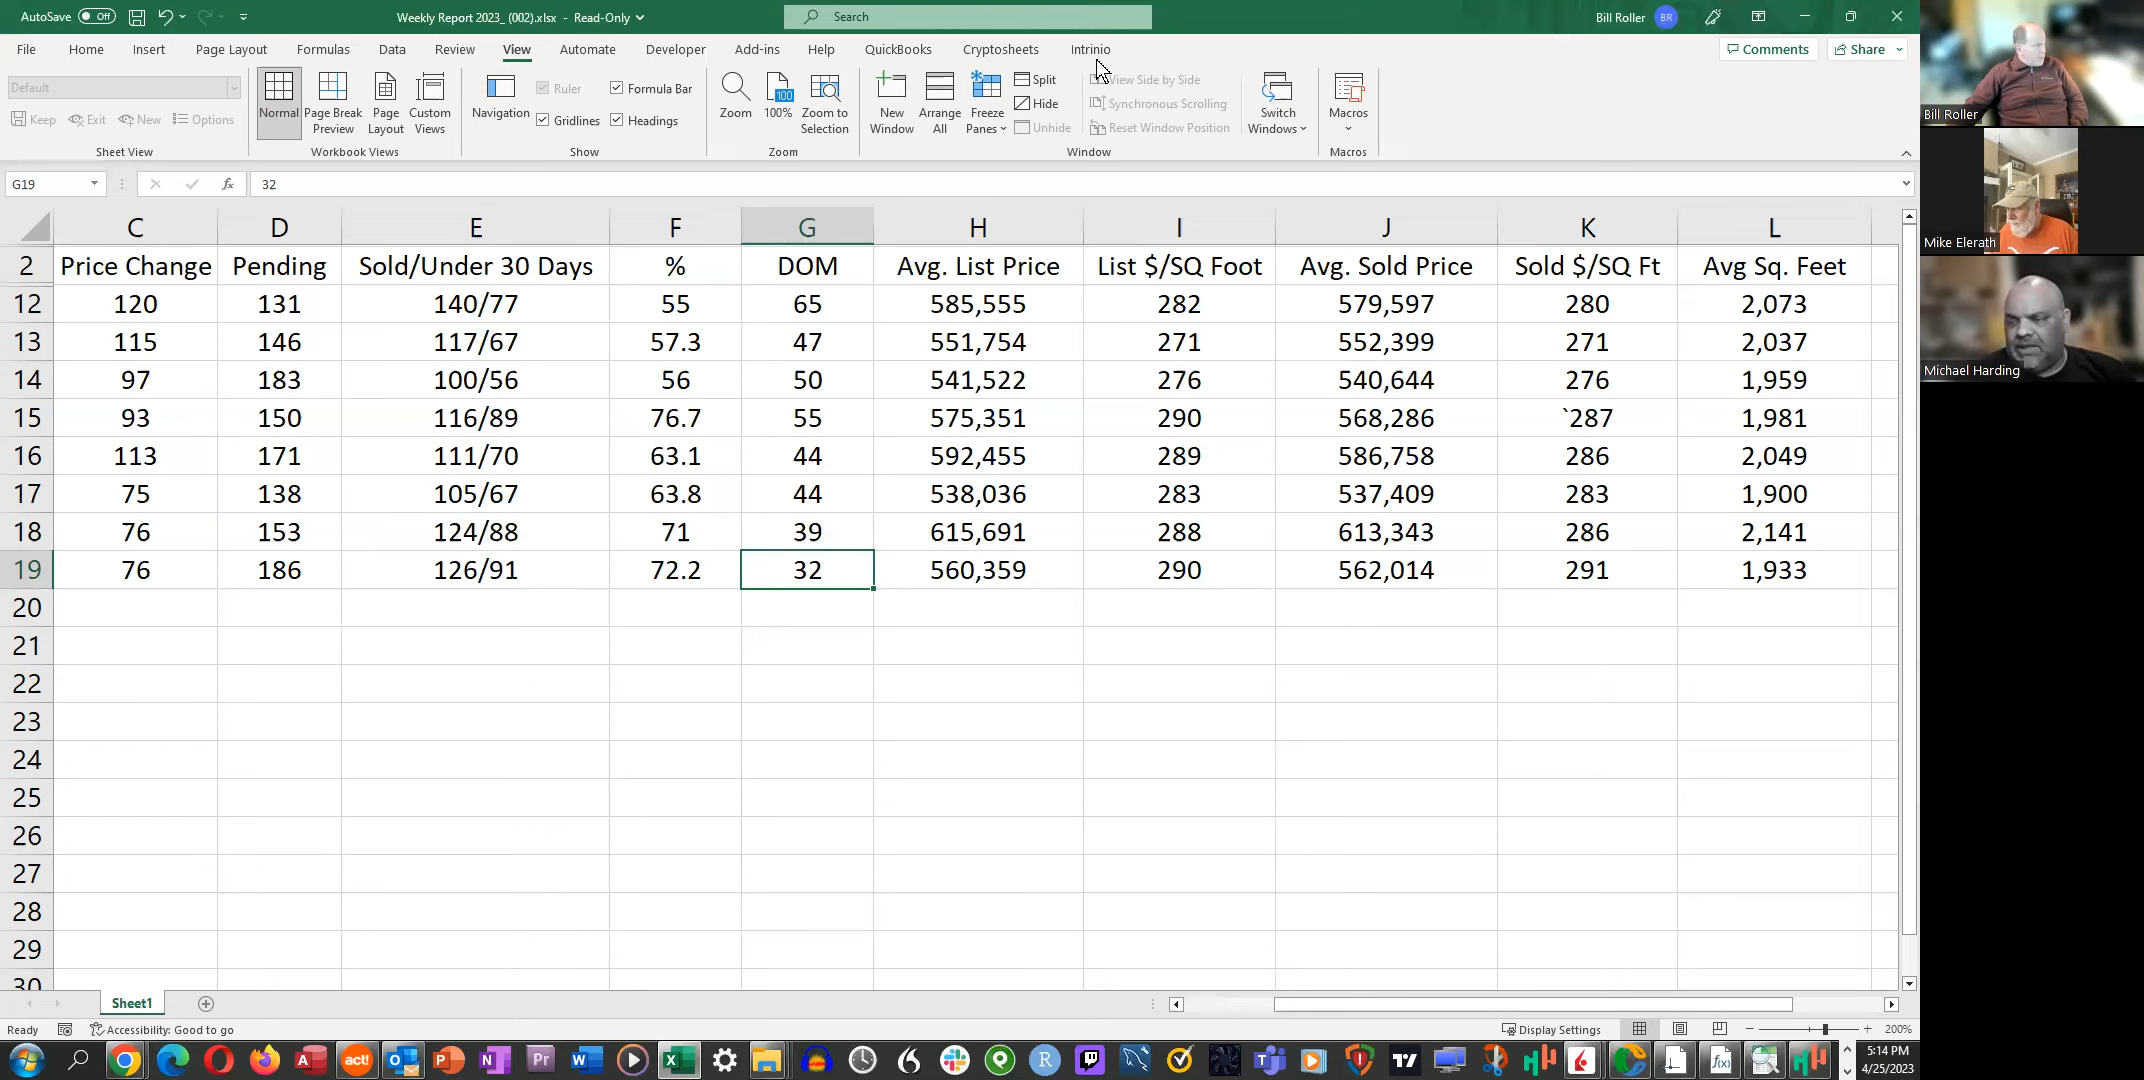 AutoSave Off
Weekly Report 2023_ (002).xlsx - Read-Only
Search
Bill Roller BR
File Home Insert Page Layout Formulas Data Review View Automate Developer Add-ins Help QuickBooks Cryptosheets Intrinio Comments Share
Default
Keep Exit New Options
Sheet View
Normal Page Break Preview Page Layout Custom Views
Workbook Views
Navigation Ruler Formula Bar
Gridlines Headings
Show
Zoom 100% Zoom to Selection
Zoom
New Window Arrange All Freeze Panes Split Hide Unhide
View Side by Side
Synchronous Scrolling
Reset Window Position
Switch Windows
Window
Macros
Macros
G19 fx 32
C D E F G H I J K L
2 Price Change Pending Sold/Under 30 Days % DOM Avg. List Price List $/SQ Foot Avg. Sold Price Sold $/SQ Ft Avg Sq. Feet
12 120 131 140/77 55 65 585,555 282 579,597 280 2,073
13 115 146 117/67 57.3 47 551,754 271 552,399 271 2,037
14 97 183 100/56 56 50 541,522 276 540,644 276 1,959
15 93 150 116/89 76.7 55 575,351 290 568,286 `287 1,981
16 113 171 111/70 63.1 44 592,455 289 586,758 286 2,049
17 75 138 105/67 63.8 44 538,036 283 537,409 283 1,900
18 76 153 124/88 71 39 615,691 288 613,343 286 2,141
19 76 186 126/91 72.2 32 560,359 290 562,014 291 1,933
20
21
22
23
24
25
26
27
28
29
30
Sheet1
Ready Accessibility: Good to go Display Settings 200%
5:14 PM
4/25/2023
Bill Roller
Mike Elerath
Michael Harding